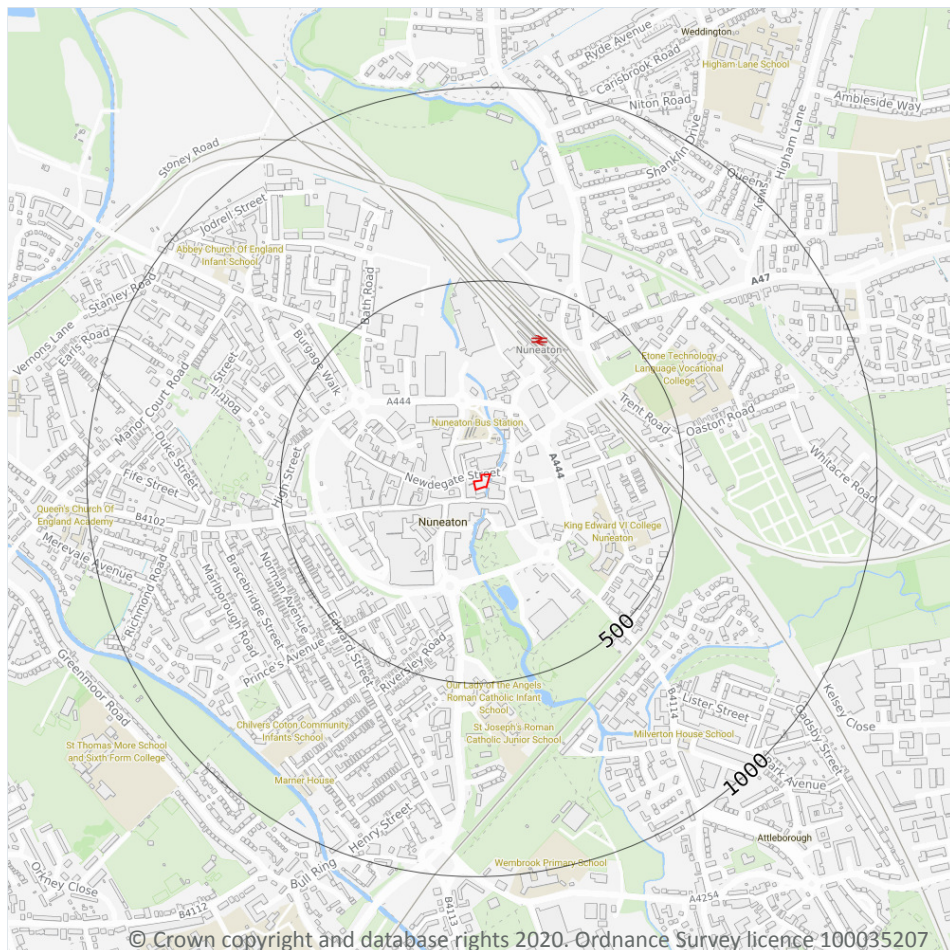 Weddington
Ryde Avenue
Carisbrook Road
Higham Lane School
Niton Road
Ambleside Way
Higham Lane
Shanklin Drive
Queensway
Stoney Road
Jodrell Street
Abbey Church Of England
Infant School
A47
Stanley Road
Bath Road
Vernons Lane
Earls Road
Burgage Walk
Nuneaton
Etone Technology
Language Vocational
College
Manor Court Road
Bottrill Street
A444
Trent Road
Oaston Road
Nuneaton Bus Station
Duke Street
High Street
Whitacre Road
A444
Fife Street
Newdegate Street
Queen's Church Of
England Academy
B4102
Nuneaton
King Edward VI College
Nuneaton
Merevale Avenue
Richmond Road
Bracebridge Street
Marlborough Road
Norman Avenue
Edward Street
500
Prince's Avenue
Riversley Road
Greenmoor Road
Our Lady of the Angels
Roman Catholic Infant
School
B4114
Lister Street
Kelsey Close
Gadsby Street
Chilvers Coton Community
Infants School
St Joseph's Roman
Catholic Junior School
Milverton House School
St Thomas More School
and Sixth Form College
Marner House
1000
Park Avenue
Henry Street
Attleborough
Wembrook Primary School
Bull Ring
Orkney Close
B4112
B4113
A4254
© Crown copyright and database rights 2020. Ordnance Survey licence 100035207